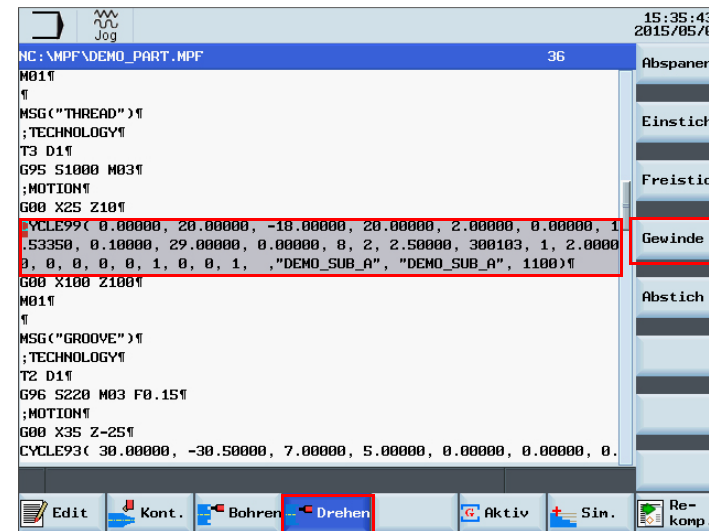 Jog
15:35:43
2015/05/0
NC:\MPF\DEMO_PART.MPF 36
M01¶
¶
MSG("THREAD")¶
;TECHNOLOGY¶
T3 D1¶
G95 S1000 M03¶
;MOTION¶
G00 X25 Z10¶
CYCLE99( 0.00000, 20.00000, -18.00000, 20.00000, 2.00000, 0.00000, 1
.53350, 0.10000, 29.00000, 0.00000, 8, 2, 2.50000, 300103, 1, 2.0000
0, 0, 0, 0, 0, 1, 0, 0, 1, ,"DEMO_SUB_A", "DEMO_SUB_A", 1100)¶
G00 X100 Z100¶
M01¶
¶
MSG("GROOVE")¶
;TECHNOLOGY¶
T2 D1¶
G96 S220 M03 F0.15¶
;MOTION¶
G00 X35 Z-25¶
CYCLE93( 30.00000, -30.50000, 7.00000, 5.00000, 0.00000, 0.00000, 0.
Abspaner
Einstich
Freistic
Gewinde
Abstich
Edit
Kont.
Bohren
Drehen
G Aktiv
Sim.
Re-
komp